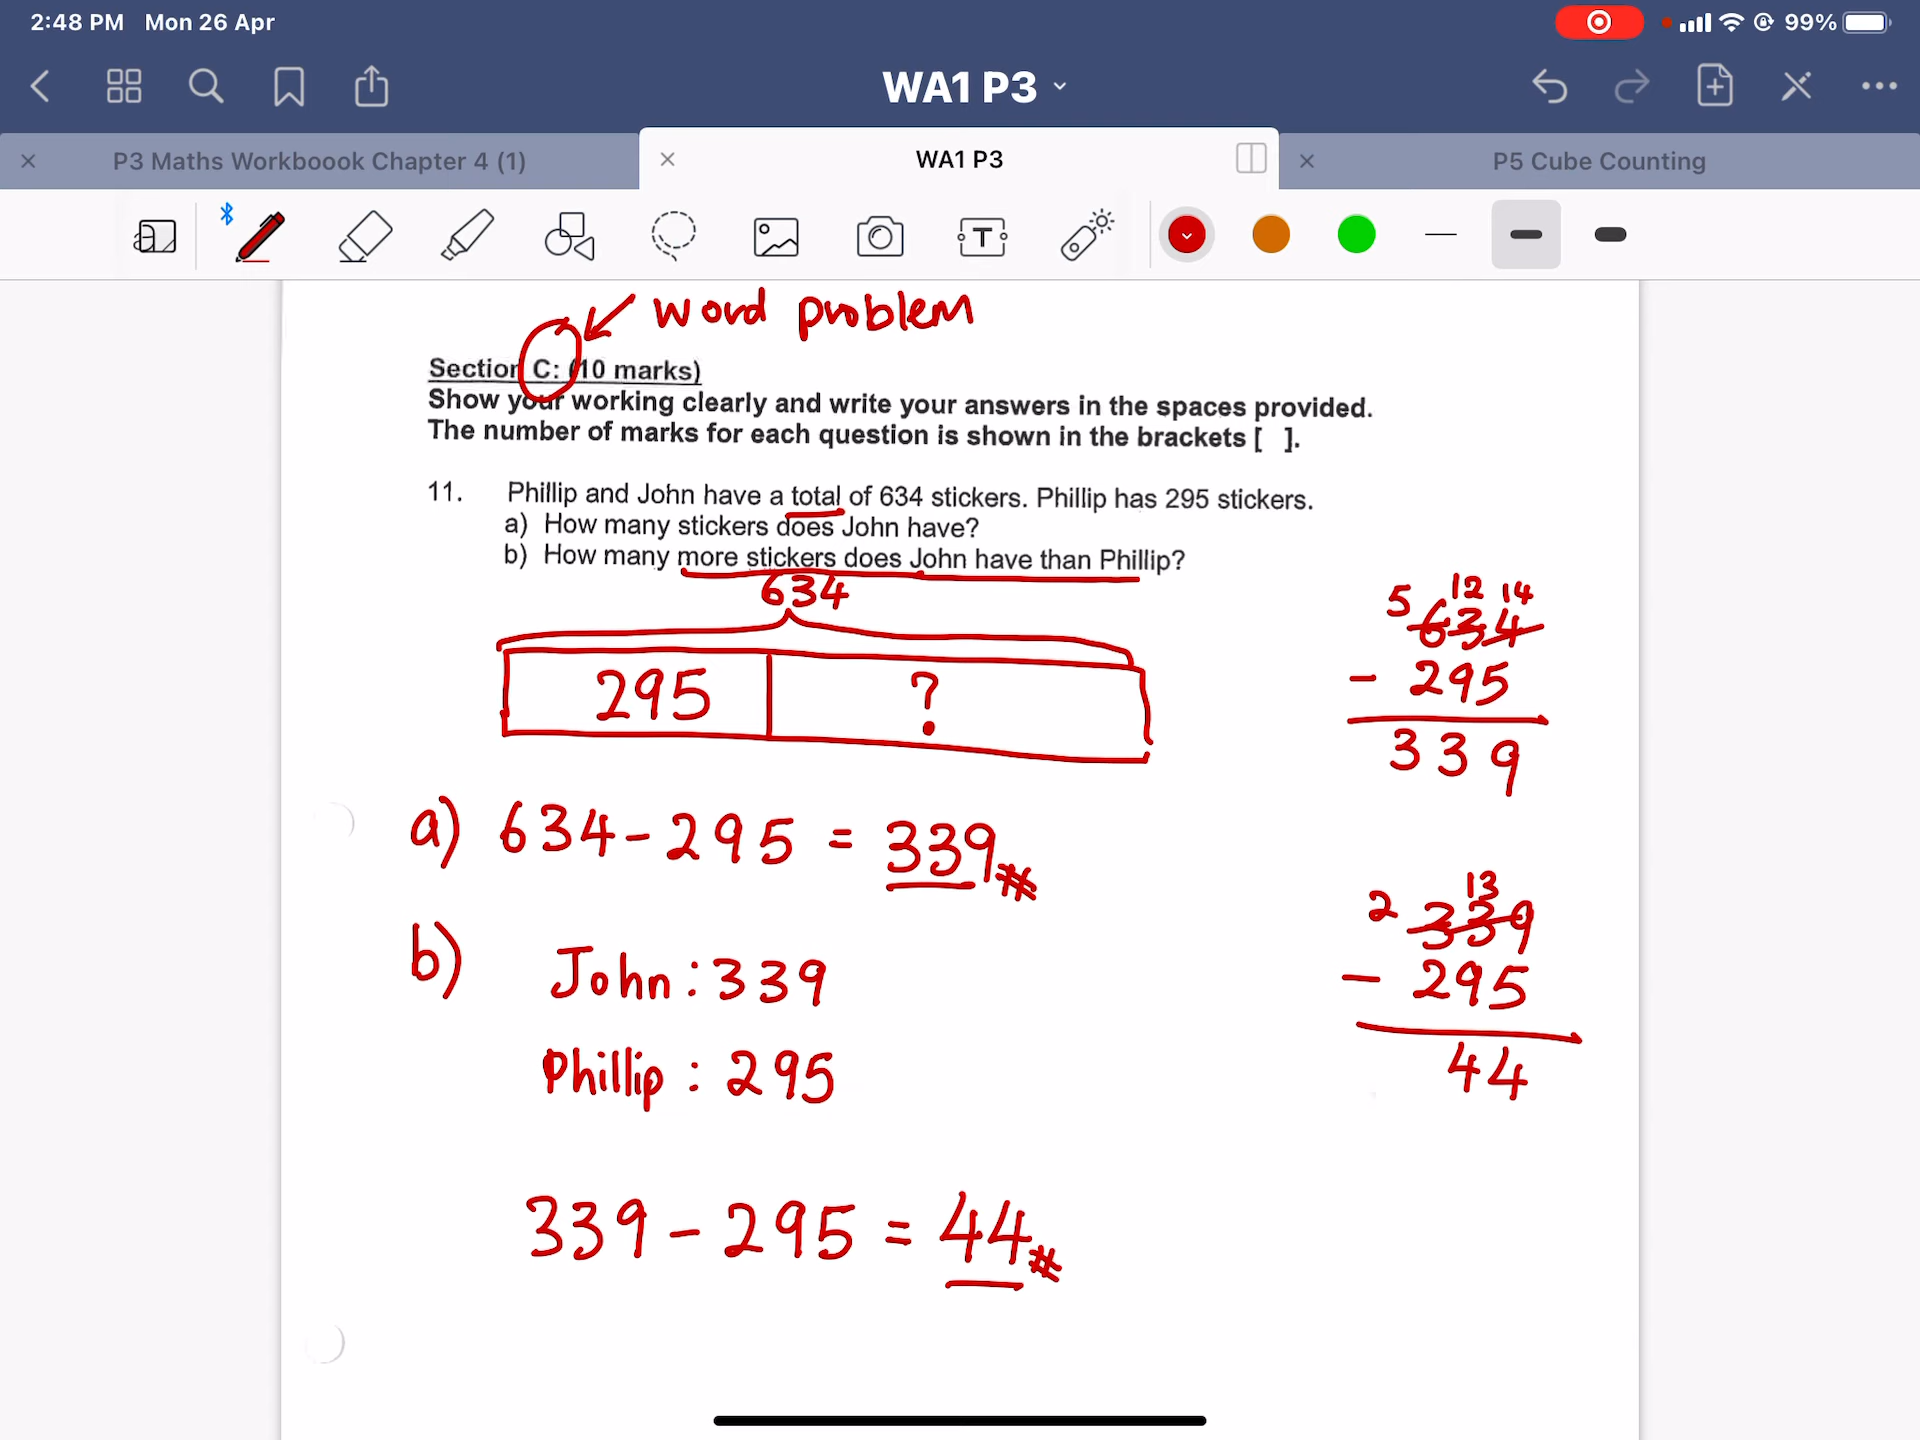 2:48 PM Mon 26 Apr
99%
WA1 P3
P3 Maths Workboook Chapter 4 (1)
WA1 P3
P5 Cube Counting
word problem
Section C: (10 marks)
Show your working clearly and write your answers in the spaces provided.
The number of marks for each question is shown in the brackets [ ].
11. Phillip and John have a total of 634 stickers. Phillip has 295 stickers.
a) How many stickers does John have?
b) How many more stickers does John have than Phillip?
634
295 ?
5 12 14
634
- 295
339
a) 634 - 295 = 339#
b) John : 339
Phillip : 295
339 - 295 = 44#
2 13
339
- 295
44